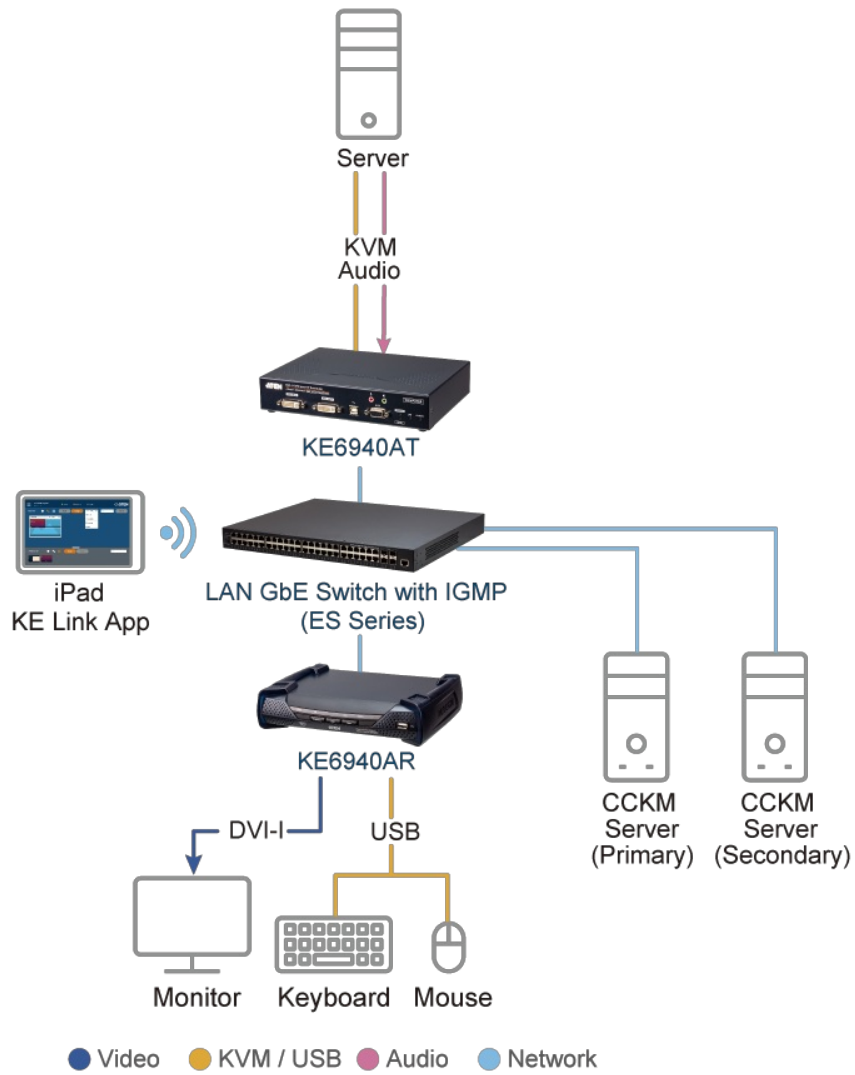 Server
KVM
Audio
ATEN
KE6940AT
iPad
KE Link App
LAN GbE Switch with IGMP
(ES Series)
KE6940AR
CCKM
Server
(Primary)
CCKM
Server
(Secondary)
DVI-I
USB
Monitor
Keyboard
Mouse
Video
KVM / USB
Audio
Network